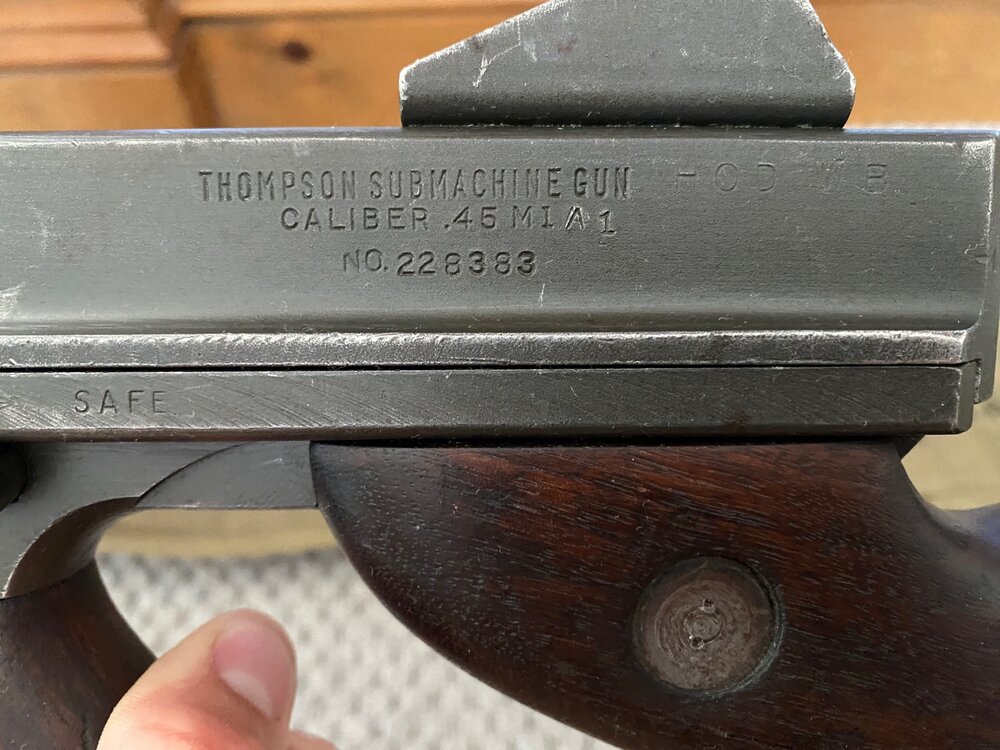 THOMPSON SUBMACHINE GUN
CALIBER .45 M1A1
NO. 228383
SAFE